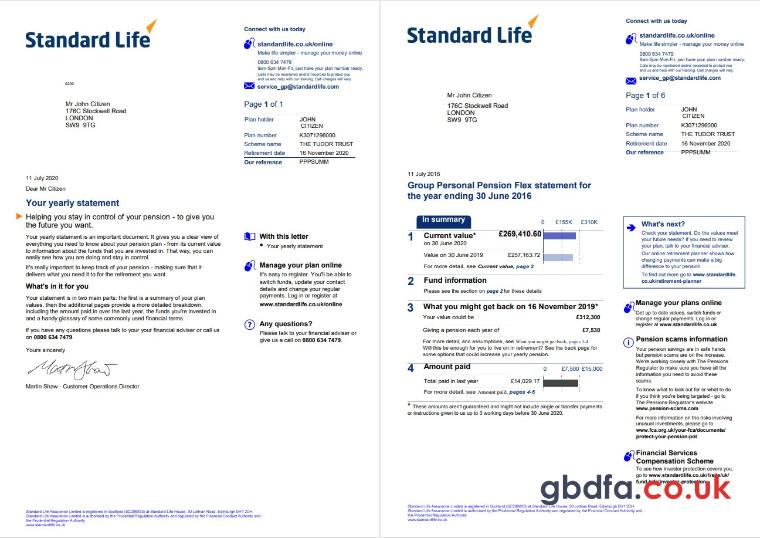 Standard Life
Connect with us today
standardlife.co.uk/online
Make life simpler - manage your money online
0800 634 7479
9am-5pm Mon-Fri, just have your plan number ready.
Calls may be monitored and/or recorded to protect you
and us and help with our training. Call charges will vary.
service_gp@standardlife.com
Mr John Citizen
176C Stockwell Road
LONDON
SW9 9TG
Page 1 of 1
Plan holder JOHN
CITIZEN
Plan number K3071296000
Scheme name THE TUDOR TRUST
Retirement date 16 November 2020
Our reference PPPSUMM
11 July 2020
Dear Mr Citizen
Your yearly statement
Helping you stay in control of your pension - to give you
the future you want.
Your yearly statement is an important document. It gives you a clear view of
everything you need to know about your pension plan - from its current value
to information about the funds that you are invested in. That way, you can
easily see how you are doing and stay in control.
It's really important to keep track of your pension - making sure that it
delivers what you need it to for the retirement you want.
What's in it for you
Your statement is in two main parts: the first is a summary of your plan
values, then the additional pages provide a more detailed breakdown,
including the amount paid in over the last year, the funds you're invested in
and a handy glossary of some commonly used financial terms.
If you have any questions please talk to your your financial adviser or call us
on 0800 634 7479.
Yours sincerely
Martin Shaw - Customer Operations Director
With this letter
• Your yearly statement
Manage your plan online
It's easy to register. You'll be able to
switch funds, update your contact
details and change your regular
payments. Log in or register at
www.standardlife.co.uk/online
Any questions?
Please talk to your financial adviser or
give us a call on 0800 634 7479.
Standard Life Assurance Limited is registered in Scotland at Standard Life House, 30 Lothian Road, Edinburgh EH1 2DH.
Standard Life Assurance Limited is authorised by the Prudential Regulation Authority and regulated by the Financial Conduct Authority and
the Prudential Regulation Authority.
www.standardlife.co.uk
Standard Life
Connect with us today
standardlife.co.uk/online
Make life simpler - manage your money online
0800 634 7479
9am-5pm Mon-Fri, just have your plan number ready.
Calls may be monitored and/or recorded to protect you
and us and help with our training. Call charges will vary.
service_gp@standardlife.com
Mr John Citizen
176C Stockwell Road
LONDON
SW9 9TG
Page 1 of 6
Plan holder JOHN
CITIZEN
Plan number K3071296000
Scheme name THE TUDOR TRUST
Retirement date 16 November 2020
Our reference PPPSUMM
11 July 2016
Group Personal Pension Flex statement for
the year ending 30 June 2016
In summary
0 £155K £310K
1 Current value* £269,410.60
on 30 June 2020
Value on 30 June 2019 £257,163.72
For more detail, see Current value, page 2
2 Fund information
Please see the section on page 2 for these details
3 What you might get back on 16 November 2019*
Your value could be £312,300
Giving a pension each year of £7,530
For more detail, and assumptions, see What you might get back, pages 3-4
Will this be enough for you to live on in retirement? See the back page for
some options that could increase your yearly pension.
4 Amount paid 0 £7,500 £15,000
Total paid in last year £14,029.17
For more detail, see Amount paid, pages 4-5
* These amounts aren't guaranteed and might not include single or transfer payments
or instructions given to us up to 3 working days before 30 June 2020.
What's next?
Check your statement. Do the values meet
your future needs? If you need to review
your plan, talk to your financial adviser.
Our online retirement planner shows how
changing payments can make a big
difference to your pension.
To find out more go to www.standardlife.
co.uk/retirement-planner
Manage your plans online
Get up to date values, switch funds or
change regular payments. Log in or
register at www.standardlife.co.uk
Pension scams information
Your pension savings are in safe hands
but pension scams are on the increase.
We're working closely with The Pensions
Regulator to make sure you have all the
information you need to avoid these
scams.
To know what to look out for or what to do
if you think you're being targeted - go to
The Pensions Regulator's website
www.pension-scams.com
For more information on the risks involving
unusual investments, please go to
www.fca.org.uk/your-fca/documents/
protect-your-pension-pot
Financial Services
Compensation Scheme
To see how investor protection covers you,
go to www.standardlife.co.uk/
gbdfa.co.uk
Standard Life Assurance Limited is registered in Scotland at Standard Life House, 30 Lothian Road, Edinburgh EH1 2DH.
Standard Life Assurance Limited is authorised by the Prudential Regulation Authority and regulated by the Financial Conduct Authority and
the Prudential Regulation Authority.
www.standardlife.co.uk